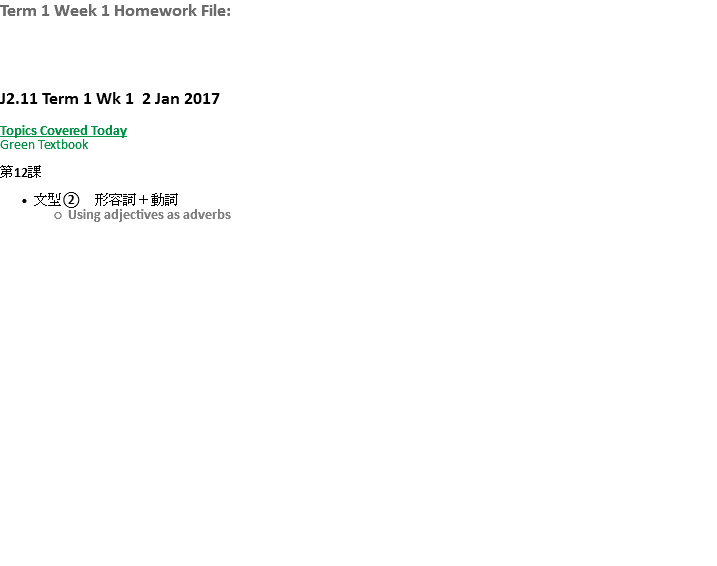 Term 1 Week 1 Homework File:
J2.11 Term 1 Wk 1  2 Jan 2017
Topics Covered Today
Green Textbook
第12課
• 文型②　形容詞＋動詞
○ Using adjectives as adverbs